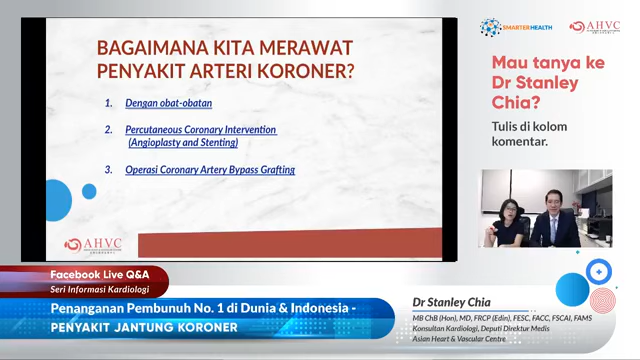 BAGAIMANA KITA MERAWAT
PENYAKIT ARTERI KORONER?
1. Dengan obat-obatan
2. Percutaneous Coronary Intervention
(Angioplasty and Stenting)
3. Operasi Coronary Artery Bypass Grafting
AHVC
SMARTERHEALTH
AHVC
Mau tanya ke
Dr Stanley
Chia?
Tulis di kolom
komentar.
Facebook Live Q&A
Seri Informasi Kardiologi
Penanganan Pembunuh No. 1 di Dunia & Indonesia -
PENYAKIT JANTUNG KORONER
Dr Stanley Chia
MB ChB (Hon), MD, FRCP (Edin), FESC, FACC, FSCAI, FAMS
Konsultan Kardiologi, Deputi Direktur Medis
Asian Heart & Vascular Centre